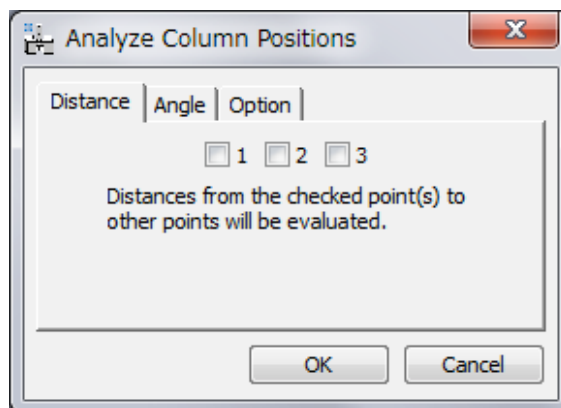 Analyze Column Positions
Distance Angle Option
1 2 3
Distances from the checked point(s) to
other points will be evaluated.
OK Cancel